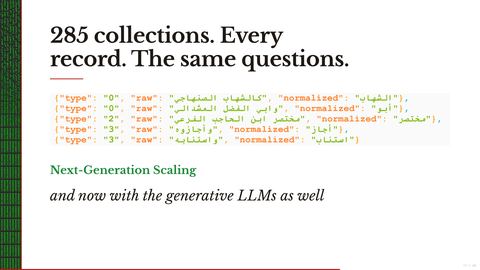 285 collections. Every
record. The same questions.
{"type": "0", "raw": "كالشهاب الصنهاجي", "normalized": "الشهاب"},
{"type": "0", "raw": "وابي الفضل المشدالي", "normalized": "أبو"},
{"type": "2", "raw": "مختصر ابن الحاجب الفرعي", "normalized": "مختصر"},
{"type": "3", "raw": "وأجازوه", "normalized": "أجاز"},
{"type": "3", "raw": "واستنابه", "normalized": "استناب"}
Next-Generation Scaling
and now with the generative LLMs as well